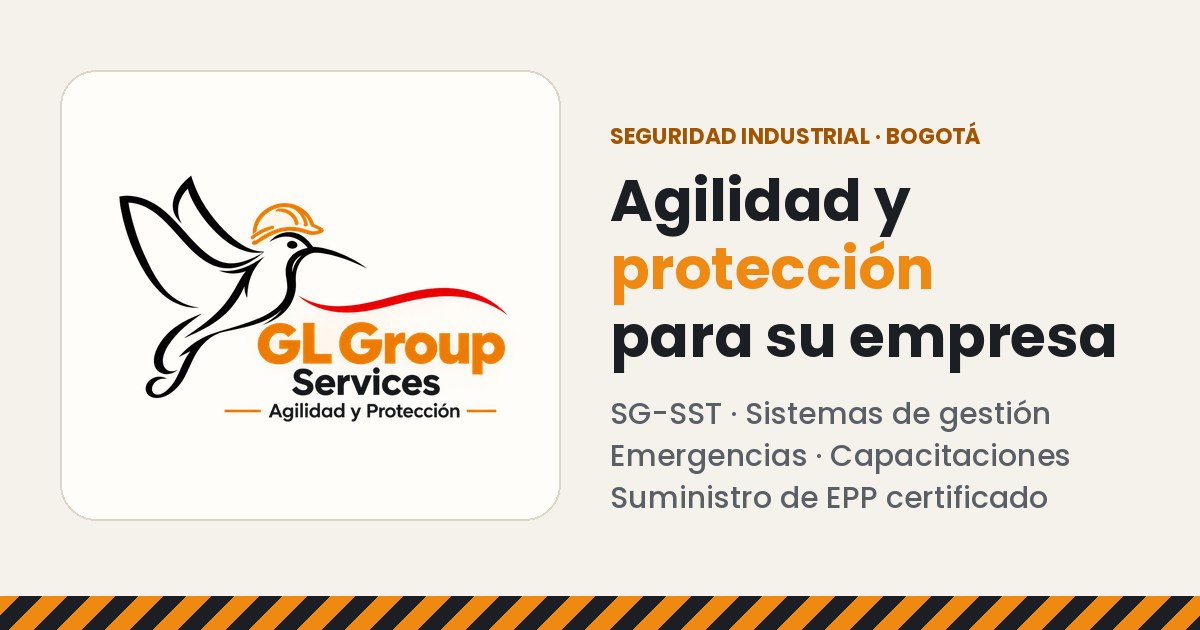 GL Group
Services
Agilidad y Protección
SEGURIDAD INDUSTRIAL · BOGOTÁ
Agilidad y
protección
para su empresa
SG-SST · Sistemas de gestión
Emergencias · Capacitaciones
Suministro de EPP certificado